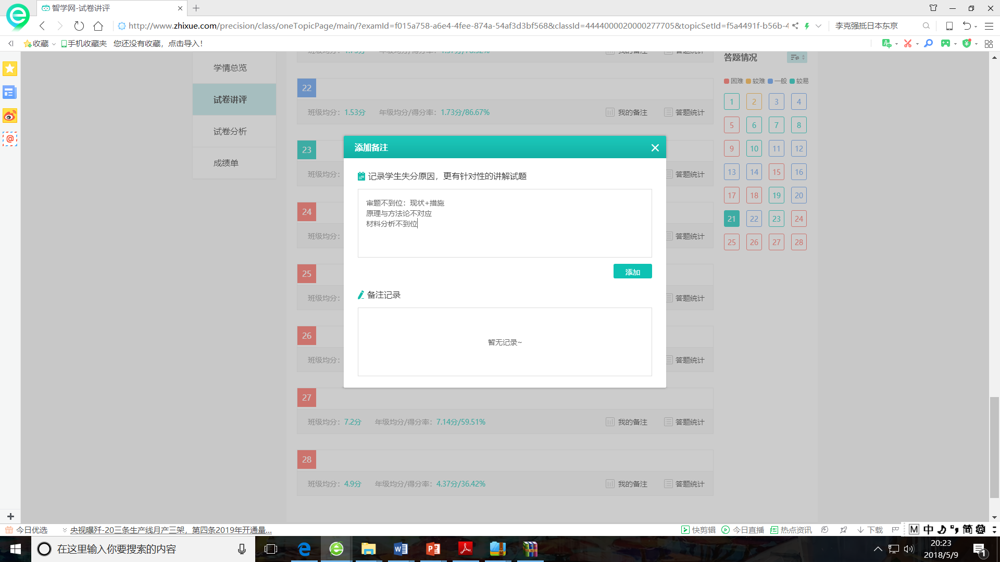 智学网-试卷讲评
http://www.zhixue.com/precision/class/oneTopicPage/main/?examId=f015a758-a6e4-4fee-874a-54af3d3bf568&classId=4444000020000277705&topicSetId=f5a4491f-b56b-4
李克强抵日本东京
收藏
手机收藏夹
您还没有收藏，点击导入！
学情总览
试卷讲评
试卷分析
成绩单
我的备注 答题统计
22
班级均分：1.53分 年级均分/得分率：1.73分/86.67% 我的备注 答题统计
23
班级均分： 答题统计
24
班级均分： 答题统计
25
班级均分： 答题统计
26
班级均分： 答题统计
27
班级均分：7.2分 年级均分/得分率：7.14分/59.51% 我的备注 答题统计
28
班级均分：4.9分 年级均分/得分率：4.37分/36.42% 我的备注 答题统计
添加备注
记录学生失分原因，更有针对性的讲解试题
审题不到位：现状+措施
原理与方法论不对应
材料分析不到位
添加
备注记录
暂无记录~
答题情况
困难 较难 一般 较易
1 2 3 4
5 6 7 8
9 10 11 12
13 14 15 16
17 18 19 20
21 22 23 24
25 26 27 28
今日优选
央视曝歼-20三条生产线月产三架，第四条2019年开通量...
快剪辑 今日直播 热点资讯 下载
M 中 简
在这里输入你要搜索的内容
20:23
2018/5/9
1